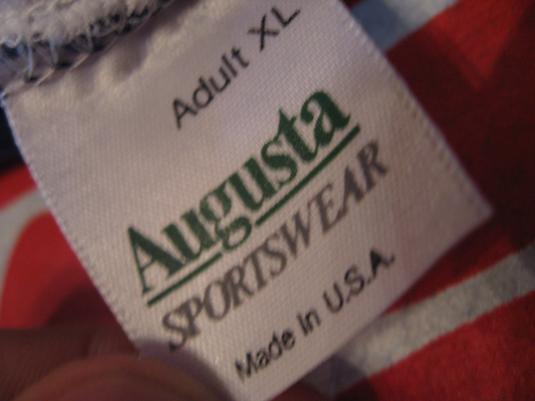 Adult XL
Augusta
SPORTSWEAR
Made in U.S.A.